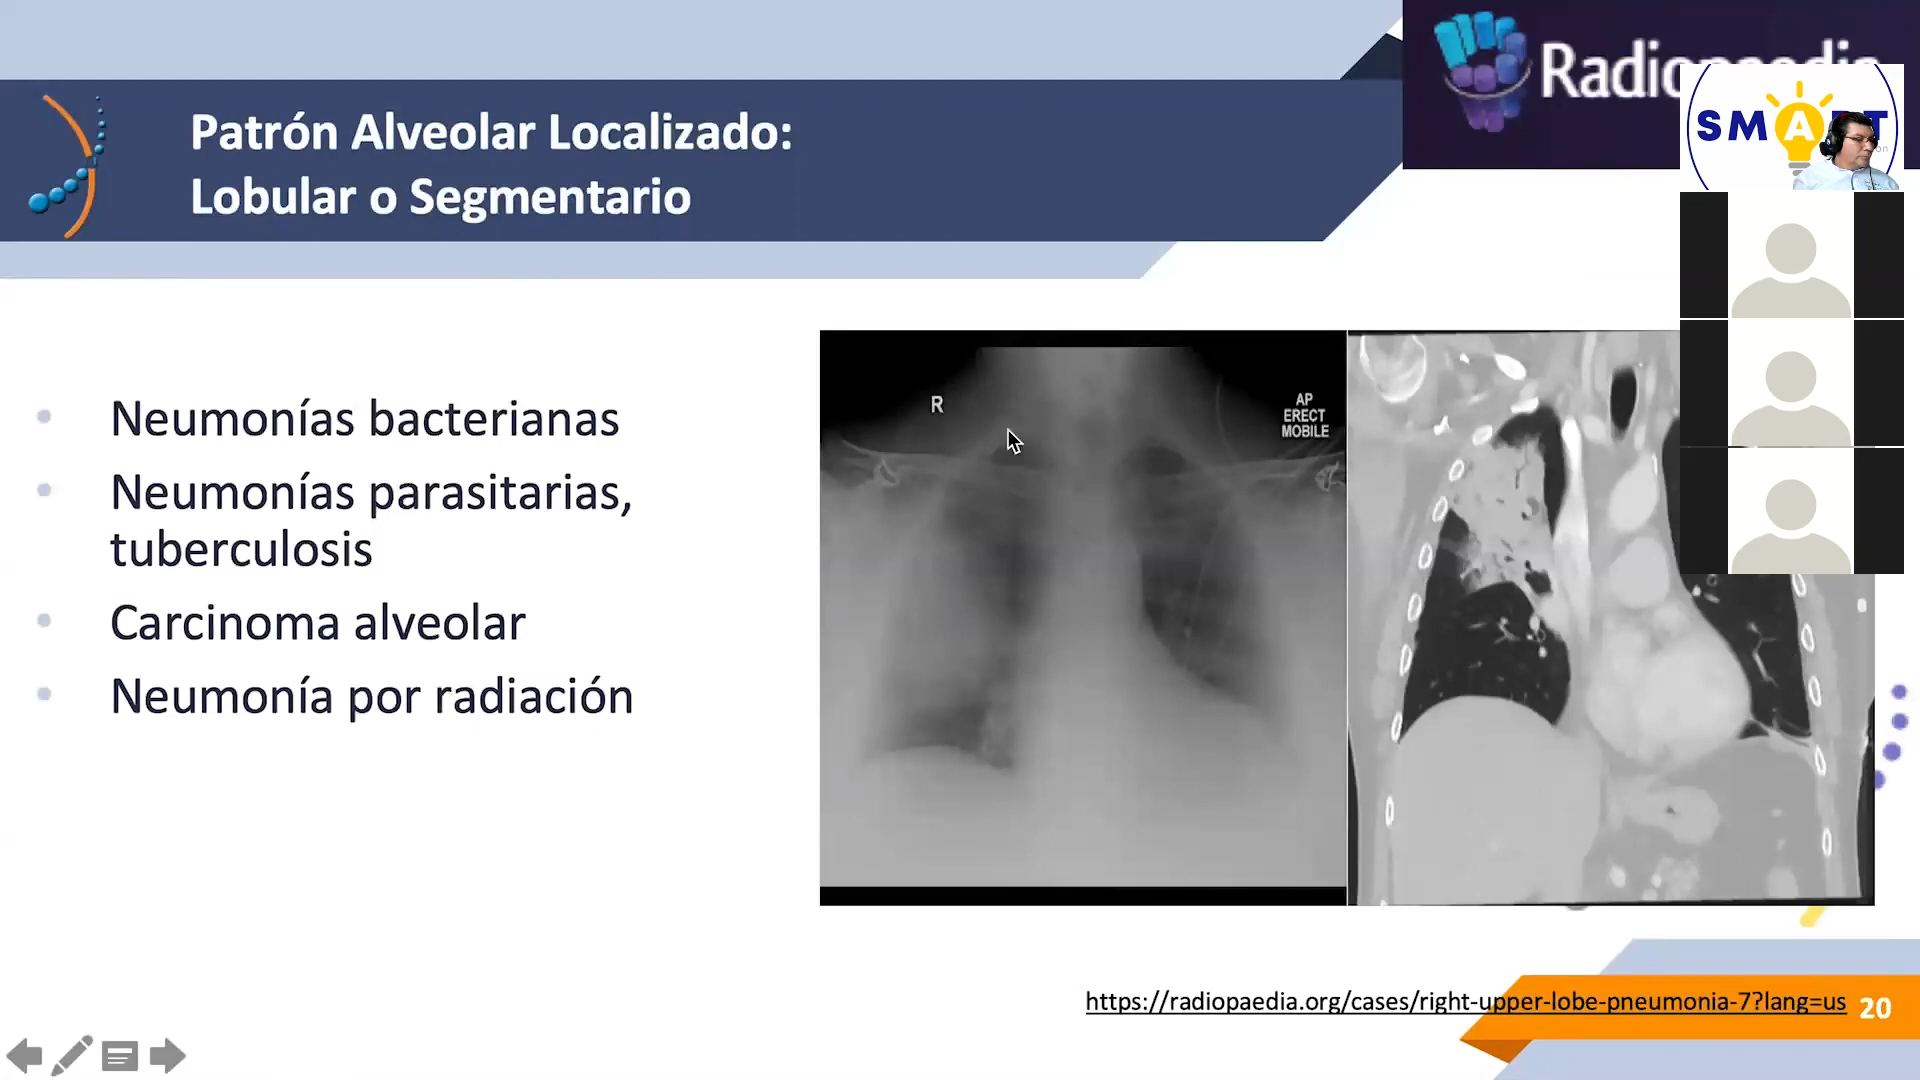 Radiopaedia
SMART
Patrón Alveolar Localizado:
Lobular o Segmentario
Neumonías bacterianas
Neumonías parasitarias,
tuberculosis
Carcinoma alveolar
Neumonía por radiación
R
AP
ERECT
MOBILE
https://radiopaedia.org/cases/right-upper-lobe-pneumonia-7?lang=us
20